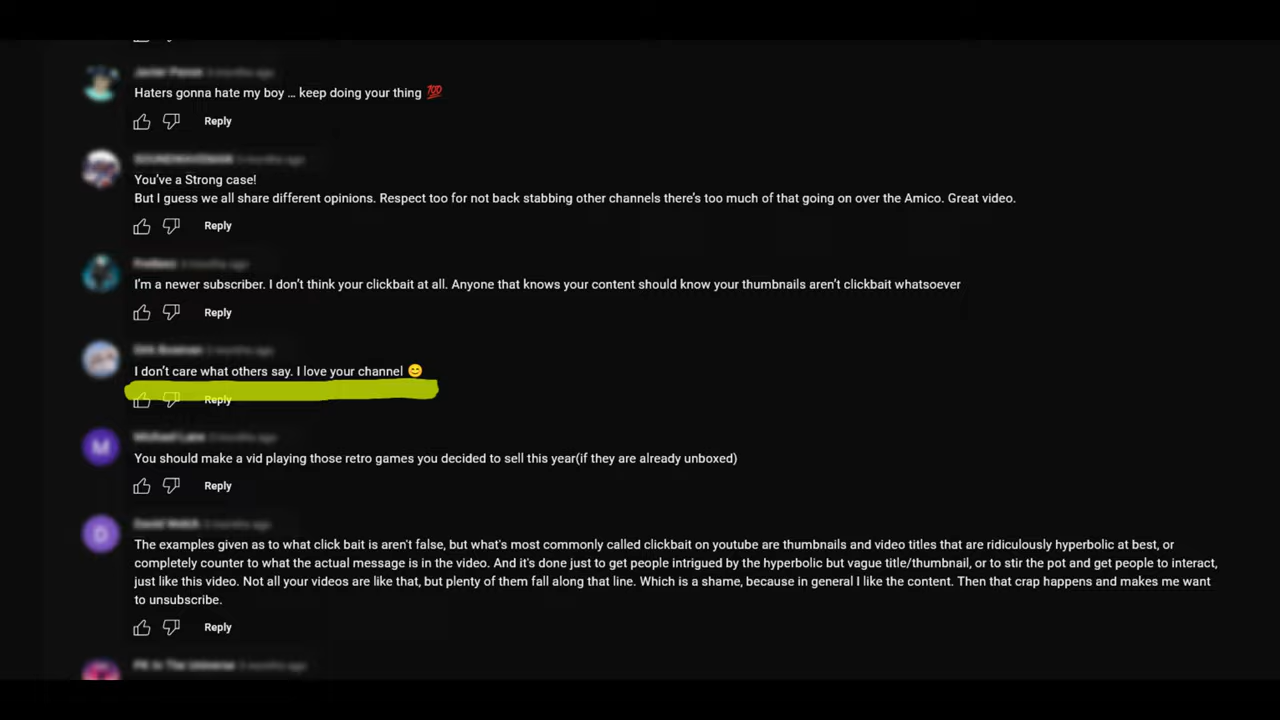 Haters gonna hate my boy … keep doing your thing 💯
Reply
You've a Strong case!
But I guess we all share different opinions. Respect too for not back stabbing other channels there's too much of that going on over the Amico. Great video.
Reply
I'm a newer subscriber. I don't think your clickbait at all. Anyone that knows your content should know your thumbnails aren't clickbait whatsoever
Reply
I don't care what others say. I love your channel 😊
Reply
M
You should make a vid playing those retro games you decided to sell this year(if they are already unboxed)
Reply
D
The examples given as to what click bait is aren't false, but what's most commonly called clickbait on youtube are thumbnails and video titles that are ridiculously hyperbolic at best, or
completely counter to what the actual message is in the video. And it's done just to get people intrigued by the hyperbolic but vague title/thumbnail, or to stir the pot and get people to interact,
just like this video. Not all your videos are like that, but plenty of them fall along that line. Which is a shame, because in general I like the content. Then that crap happens and makes me want
to unsubscribe.
Reply